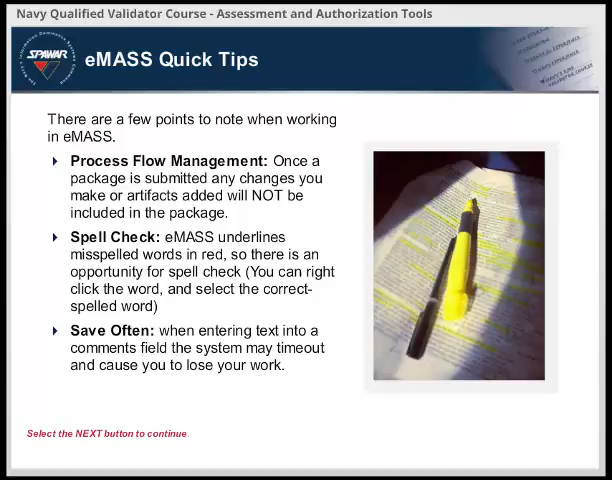 Navy Qualified Validator Course - Assessment and Authorization Tools
SPAWAR
eMASS Quick Tips
There are a few points to note when working
in eMASS.
Process Flow Management: Once a
package is submitted any changes you
make or artifacts added will NOT be
included in the package.
Spell Check: eMASS underlines
misspelled words in red, so there is an
opportunity for spell check (You can right
click the word, and select the correct-
spelled word)
Save Often: when entering text into a
comments field the system may timeout
and cause you to lose your work.
Select the NEXT button to continue.